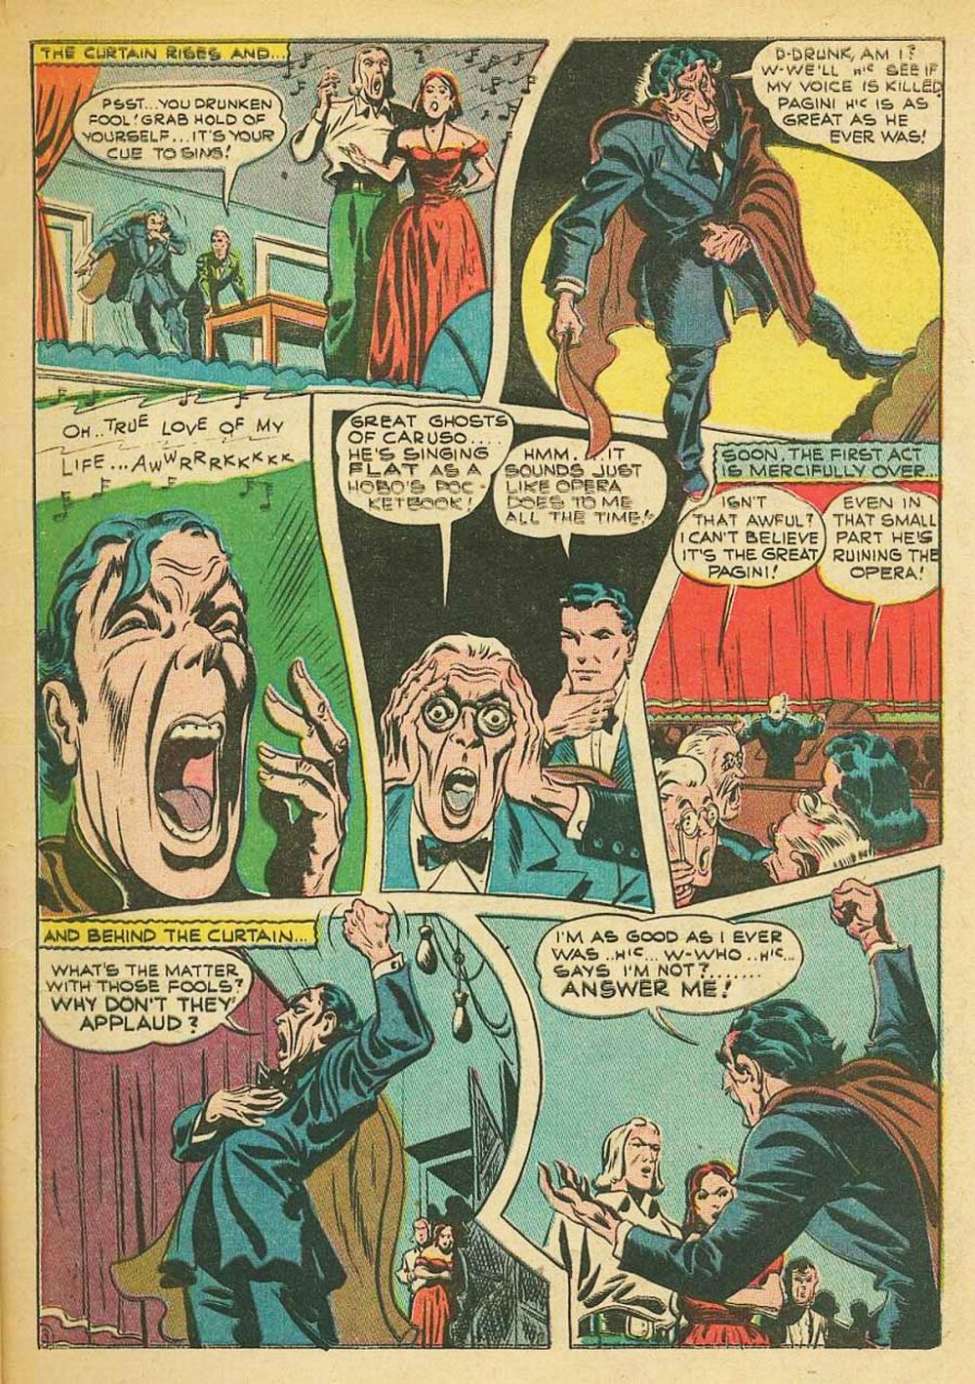 THE CURTAIN RISES AND...
PSST...YOU DRUNKEN
FOOL! GRAB HOLD OF
YOURSELF...IT'S YOUR
CUE TO SING!
D-DRUNK, AM I?
W-WE'LL HIC SEE IF
MY VOICE IS KILLED.
PAGINI HIC IS AS
GREAT AS HE
EVER WAS!
OH..TRUE LOVE OF MY
LIFE...AWWRRRKKKKK
GREAT GHOSTS
OF CARUSO....
HE'S SINGING
FLAT AS A
HOBO'S POC-
KETBOOK!
HMM...IT
SOUNDS JUST
LIKE OPERA
DOES TO ME
ALL THE TIME!
SOON, THE FIRST ACT
IS MERCIFULLY OVER...
ISN'T
THAT AWFUL?
I CAN'T BELIEVE
IT'S THE GREAT
PAGINI!
EVEN IN
THAT SMALL
PART HE'S
RUINING THE
OPERA!
AND BEHIND THE CURTAIN...
WHAT'S THE MATTER
WITH THOSE FOOLS?
WHY DON'T THEY
APPLAUD?
I'M AS GOOD AS I EVER
WAS..HIC...W-WHO..HIC...
SAYS I'M NOT?.......
ANSWER ME!